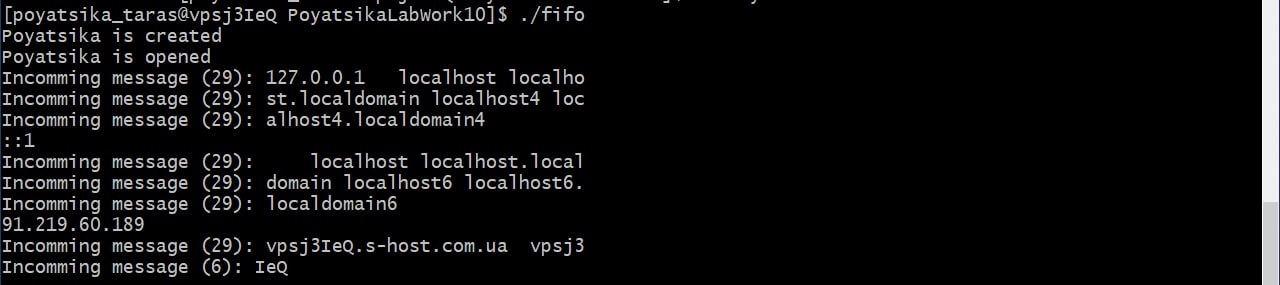 [poyatsika_taras@vpsj3IeQ PoyatsikaLabWork10]$ ./fifo
Poyatsika is created
Poyatsika is opened
Incomming message (29): 127.0.0.1   localhost localho
Incomming message (29): st.localdomain localhost4 loc
Incomming message (29): alhost4.localdomain4
::1
Incomming message (29):     localhost localhost.local
Incomming message (29): domain localhost6 localhost6.
Incomming message (29): localdomain6
91.219.60.189
Incomming message (29): vpsj3IeQ.s-host.com.ua  vpsj3
Incomming message (6): IeQ